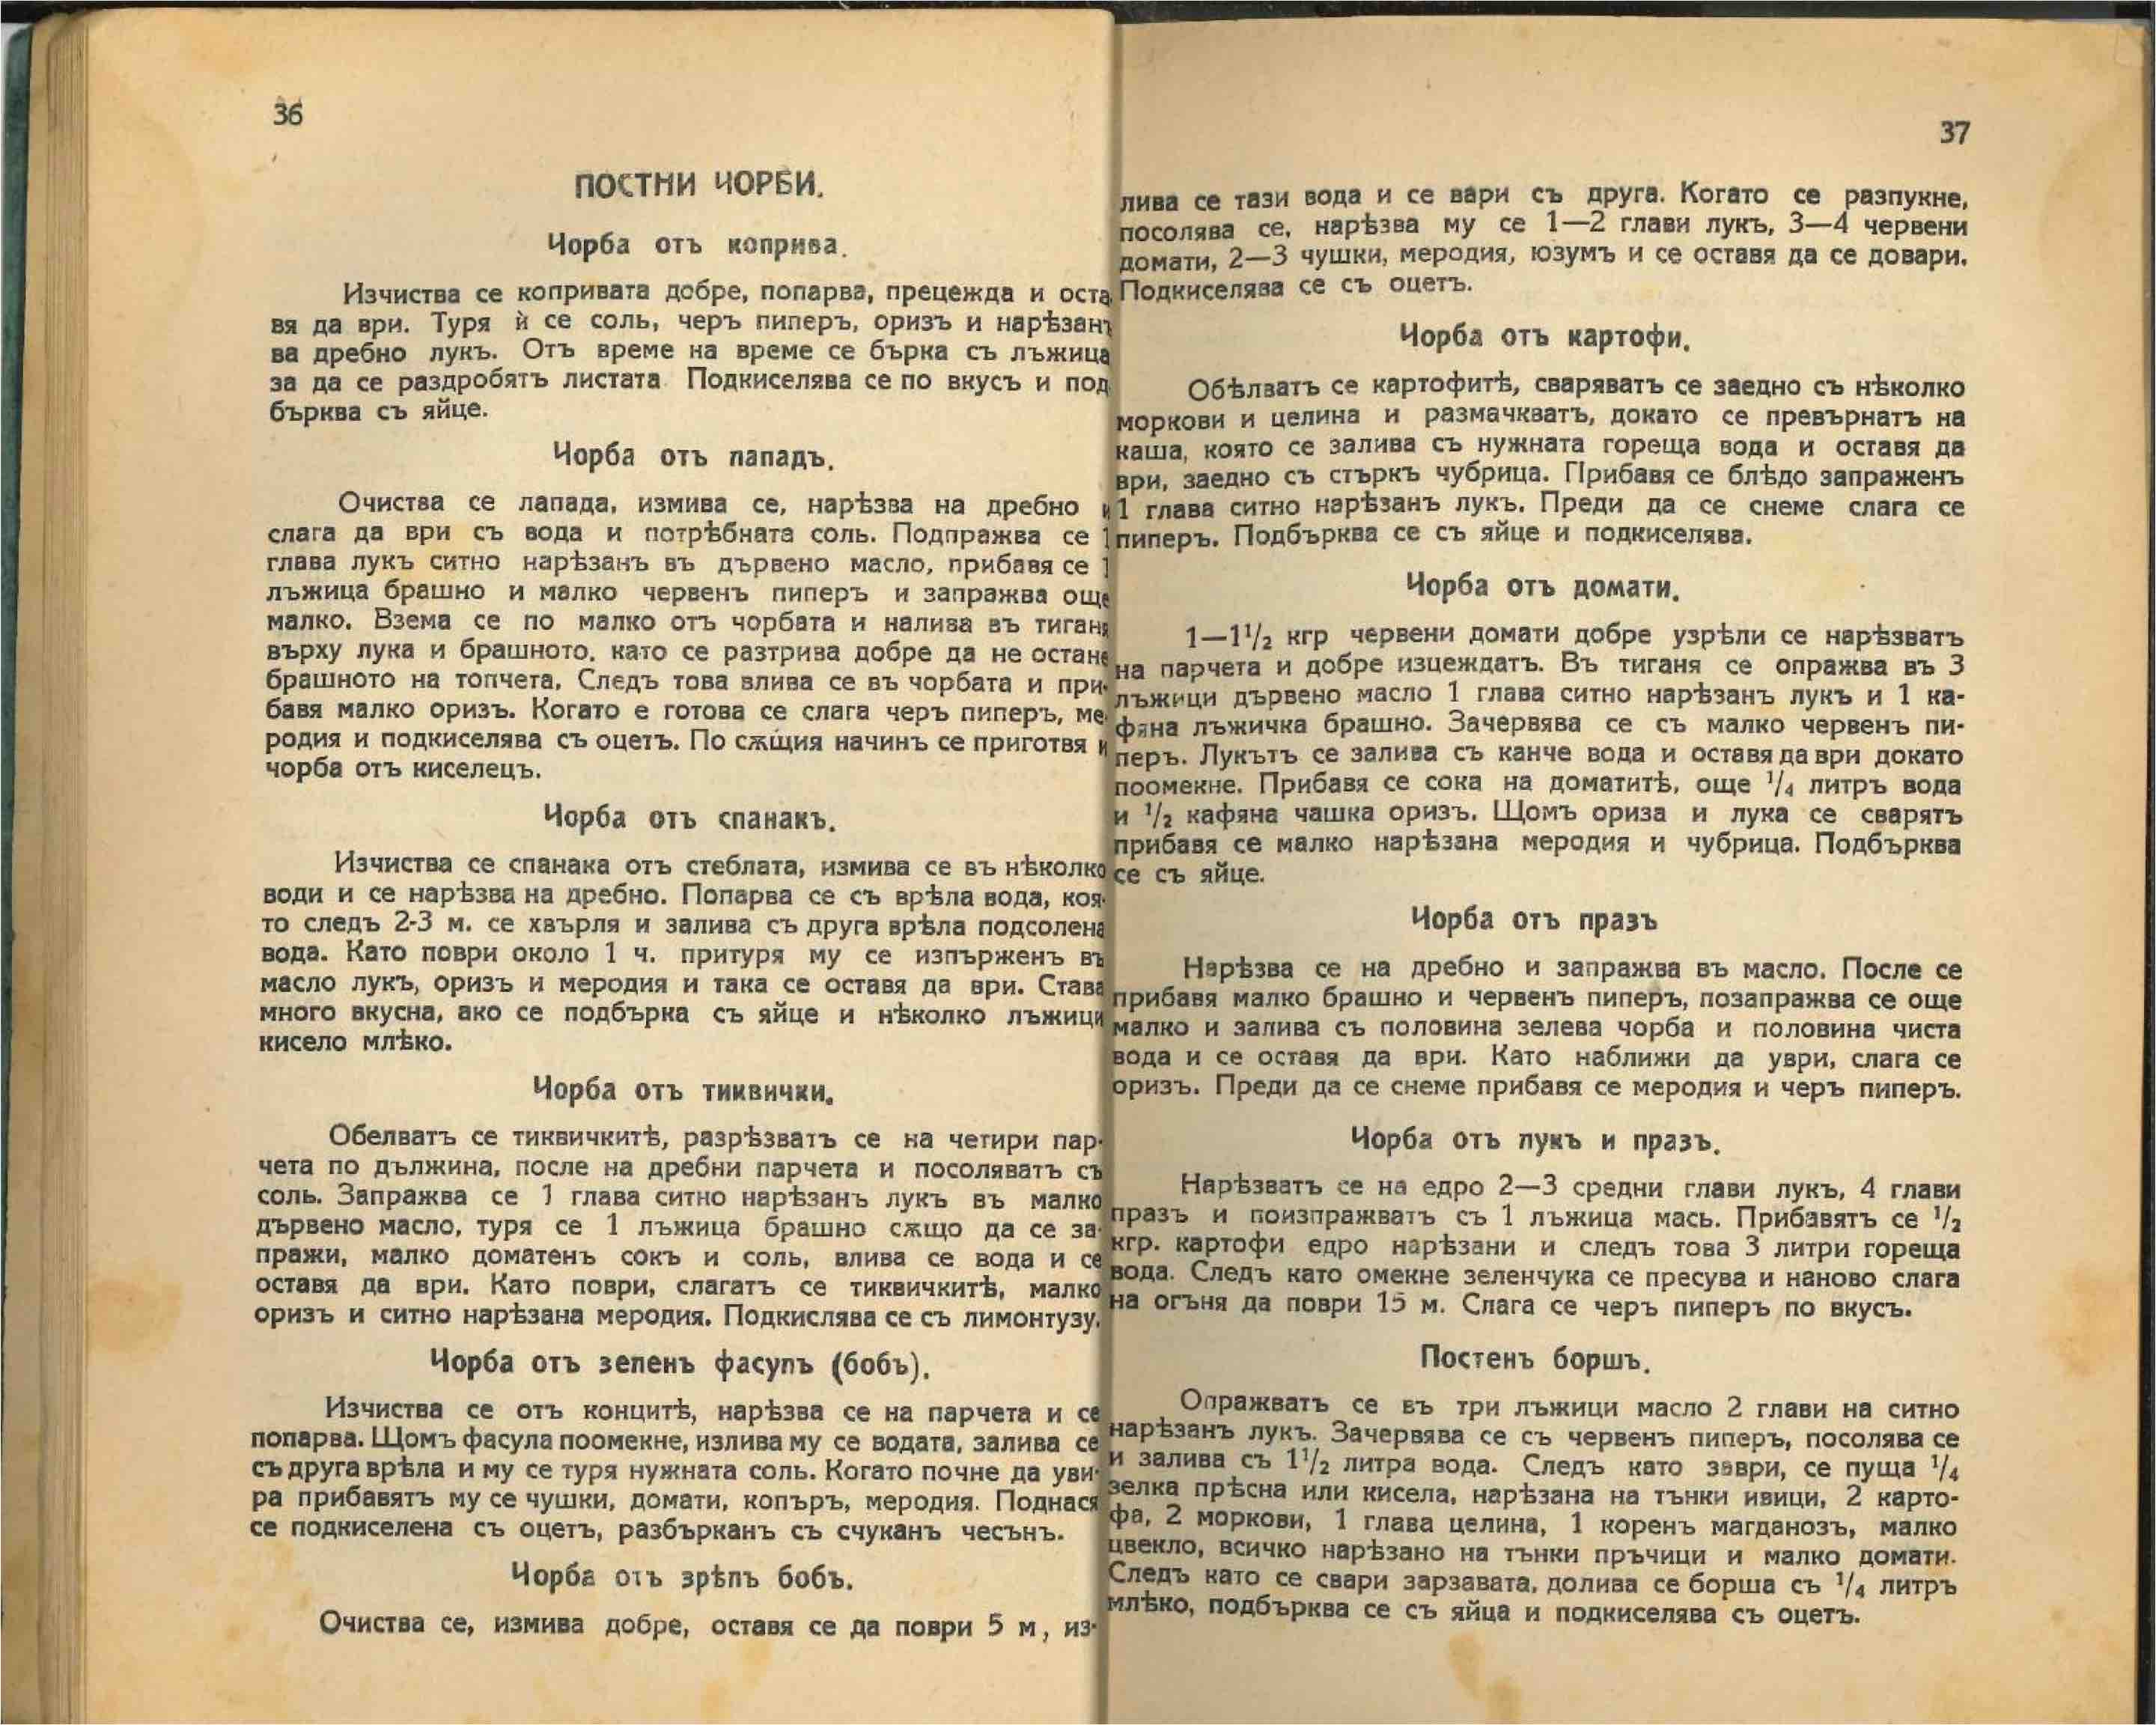 36
ПОСТНИ ЧОРБИ.
Чорба отъ коприва.
Изчиства се копривата добре, попарва, прецежда и оста-
вя да ври. Туря ѝ се соль, черъ пиперъ, оризъ и нарѣзанъ
ва дребно лукъ. Отъ време на време се бърка съ лъжица
за да се раздробятъ листата. Подкиселява се по вкусъ и под-
бърква съ яйце.
Чорба отъ лападъ.
Очиства се лапада, измива се, нарѣзва на дребно и
слага да ври съ вода и потрѣбната соль. Подпражва се 1
глава лукъ ситно нарѣзанъ въ дървено масло, прибавя се 1
лъжица брашно и малко червенъ пиперъ и запражва още
малко. Взема се по малко отъ чорбата и налива въ тиганя
върху лука и брашното, като се разтрива добре да не остане
брашното на топчета. Следъ това влива се въ чорбата и при-
бавя малко оризъ. Когато е готова се слага черъ пиперъ, ме-
родия и подкиселява съ оцетъ. По сѫщия начинъ се приготвя и
чорба отъ киселецъ.
Чорба отъ спанакъ.
Изчиства се спанака отъ стеблата, измива се въ нѣколко
води и се нарѣзва на дребно. Попарва се съ врѣла вода, коя-
то следъ 2-3 м. се хвърля и залива съ друга врѣла подсолена
вода. Като поври около 1 ч. притуря му се изпърженъ въ
масло лукъ, оризъ и меродия и така се оставя да ври. Става
много вкусна, ако се подбърка съ яйце и нѣколко лъжици
кисело млѣко.
Чорба отъ тиквички.
Обелватъ се тиквичкитѣ, разрѣзватъ се на четири пар-
чета по дължина, после на дребни парчета и посоляватъ съ
соль. Запражва се 1 глава ситно нарѣзанъ лукъ въ малко
дървено масло, туря се 1 лъжица брашно сѫщо да се за-
пражи, малко доматенъ сокъ и соль, влива се вода и се
оставя да ври. Като поври, слагатъ се тиквичкитѣ, малко
оризъ и ситно нарѣзана меродия. Подкислява се съ лимонтузу.
Чорба отъ зеленъ фасулъ (бобъ).
Изчиства се отъ концитѣ, нарѣзва се на парчета и се
попарва. Щомъ фасула поомекне, излива му се водата, залива се
съ друга врѣла и му се туря нужната соль. Когато почне да уви-
ра прибавятъ му се чушки, домати, копъръ, меродия. Поднася
се подкиселена съ оцетъ, разбърканъ съ счуканъ чесънъ.
Чорба отъ зрѣлъ бобъ.
Очиства се, измива добре, оставя се да поври 5 м, из-
37
лива се тази вода и се вари съ друга. Когато се разпукне,
посолява се, нарѣзва му се 1—2 глави лукъ, 3—4 червени
домати, 2—3 чушки, меродия, юзумъ и се оставя да се довари.
Подкиселява се съ оцетъ.
Чорба отъ картофи.
Обѣлватъ се картофитѣ, сваряватъ се заедно съ нѣколко
моркови и целина и размачкватъ, докато се превърнатъ на
каша, която се залива съ нужната гореща вода и оставя да
ври, заедно съ стъркъ чубрица. Прибавя се блѣдо запраженъ
1 глава ситно нарѣзанъ лукъ. Преди да се снеме слага се
пиперъ. Подбърква се съ яйце и подкиселява.
Чорба отъ домати.
1—1¹/₂ кгр червени домати добре узрѣли се нарѣзватъ
на парчета и добре изцеждатъ. Въ тиганя се опражва въ 3
лъжици дървено масло 1 глава ситно нарѣзанъ лукъ и 1 ка-
фяна лъжичка брашно. Зачервява се съ малко червенъ пи-
перъ. Лукътъ се залива съ канче вода и оставя да ври докато
поомекне. Прибавя се сока на доматитѣ, още ¹/₄ литръ вода
и ¹/₂ кафяна чашка оризъ. Щомъ ориза и лука се сварятъ
прибавя се малко нарѣзана меродия и чубрица. Подбърква
се съ яйце.
Чорба отъ празъ
Нарѣзва се на дребно и запражва въ масло. После се
прибавя малко брашно и червенъ пиперъ, позапражва се още
малко и залива съ половина зелева чорба и половина чиста
вода и се оставя да ври. Като наближи да уври, слага се
оризъ. Преди да се снеме прибавя се меродия и черъ пиперъ.
Чорба отъ лукъ и празъ.
Нарѣзватъ се на едро 2—3 средни глави лукъ, 4 глави
празъ и поизпражватъ съ 1 лъжица мась. Прибавятъ се ¹/₂
кгр. картофи едро нарѣзани и следъ това 3 литри гореща
вода. Следъ като омекне зеленчука се пресува и наново слага
на огъня да поври 15 м. Слага се черъ пиперъ по вкусъ.
Постенъ боршъ.
Опражватъ се въ три лъжици масло 2 глави на ситно
нарѣзанъ лукъ. Зачервява се съ червенъ пиперъ, посолява се
и залива съ 1¹/₂ литра вода. Следъ като заври, се пуща ¹/₄
зелка прѣсна или кисела, нарѣзана на тънки ивици, 2 карто-
фа, 2 моркови, 1 глава целина, 1 коренъ магданозъ, малко
цвекло, всичко нарѣзано на тънки пръчици и малко домати.
Следъ като се свари зарзавата, долива се борша съ ¹/₄ литръ
млѣко, подбърква се съ яйца и подкиселява съ оцетъ.